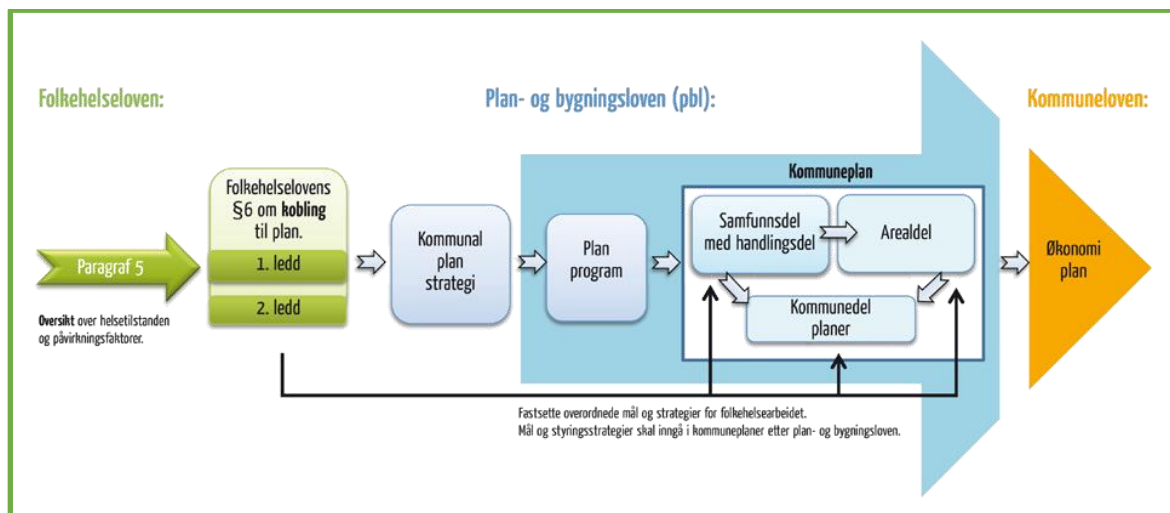 Folkehelseloven:
Plan- og bygningsloven (pbl):
Kommuneloven:
Paragraf 5
Oversikt over helsetilstanden
og påvirkningsfaktorer.
Folkehelselovens
§6 om kobling
til plan.
1. ledd
2. ledd
Kommunal
plan
strategi
Plan
program
Kommuneplan
Samfunnsdel
med handlingsdel
Arealdel
Kommunedel
planer
Økonomi
plan
Fastsette overordnede mål og strategier for folkehelsearbeidet.
Mål og styringsstrategier skal inngå i kommuneplaner etter plan- og bygningsloven.